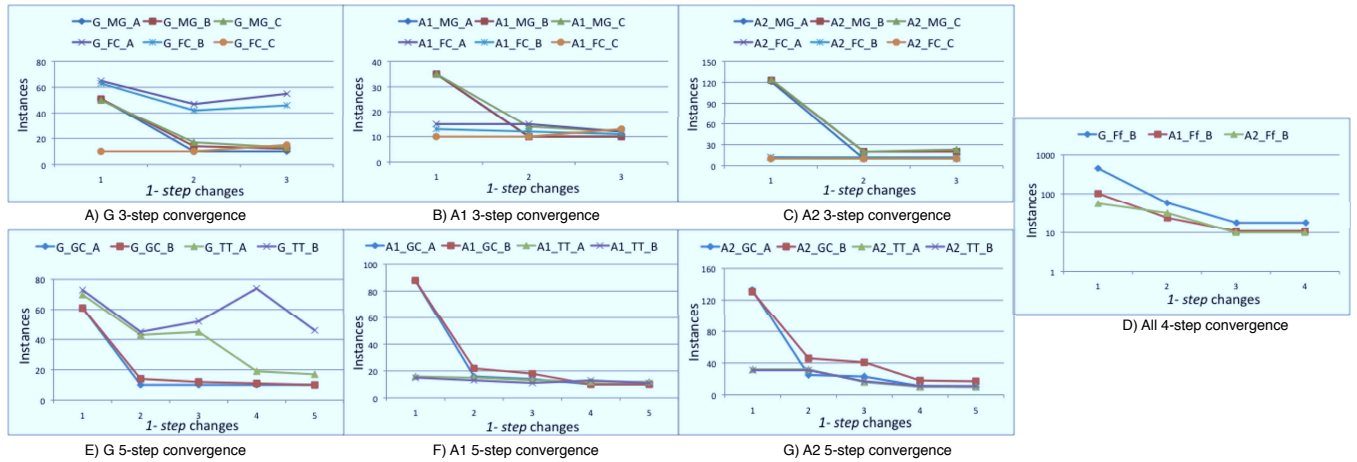 G_MG_A G_MG_B G_MG_C
G_FC_A G_FC_B G_FC_C
80
60
40
20
0
Instances
1 2 3
1- step changes
A) G 3-step convergence
A1_MG_A A1_MG_B A1_MG_C
A1_FC_A A1_FC_B A1_FC_C
40
30
20
10
0
Instances
1 2 3
1- step changes
B) A1 3-step convergence
A2_MG_A A2_MG_B A2_MG_C
A2_FC_A A2_FC_B A2_FC_C
150
120
90
60
30
0
Instances
1 2 3
1- step changes
C) A2 3-step convergence
G_Ff_B A1_Ff_B A2_Ff_B
1000
100
10
1
Instances
1 2 3 4
1-step changes
D) All 4-step convergence
G_GC_A G_GC_B G_TT_A G_TT_B
80
60
40
20
0
Instances
1 2 3 4 5
1- step changes
E) G 5-step convergence
A1_GC_A A1_GC_B A1_TT_A A1_TT_B
100
80
60
40
20
0
Instances
1 2 3 4 5
1- step changes
F) A1 5-step convergence
A2_GC_A A2_GC_B A2_TT_A A2_TT_B
160
120
80
40
0
Instances
1 2 3 4 5
1- step changes
G) A2 5-step convergence